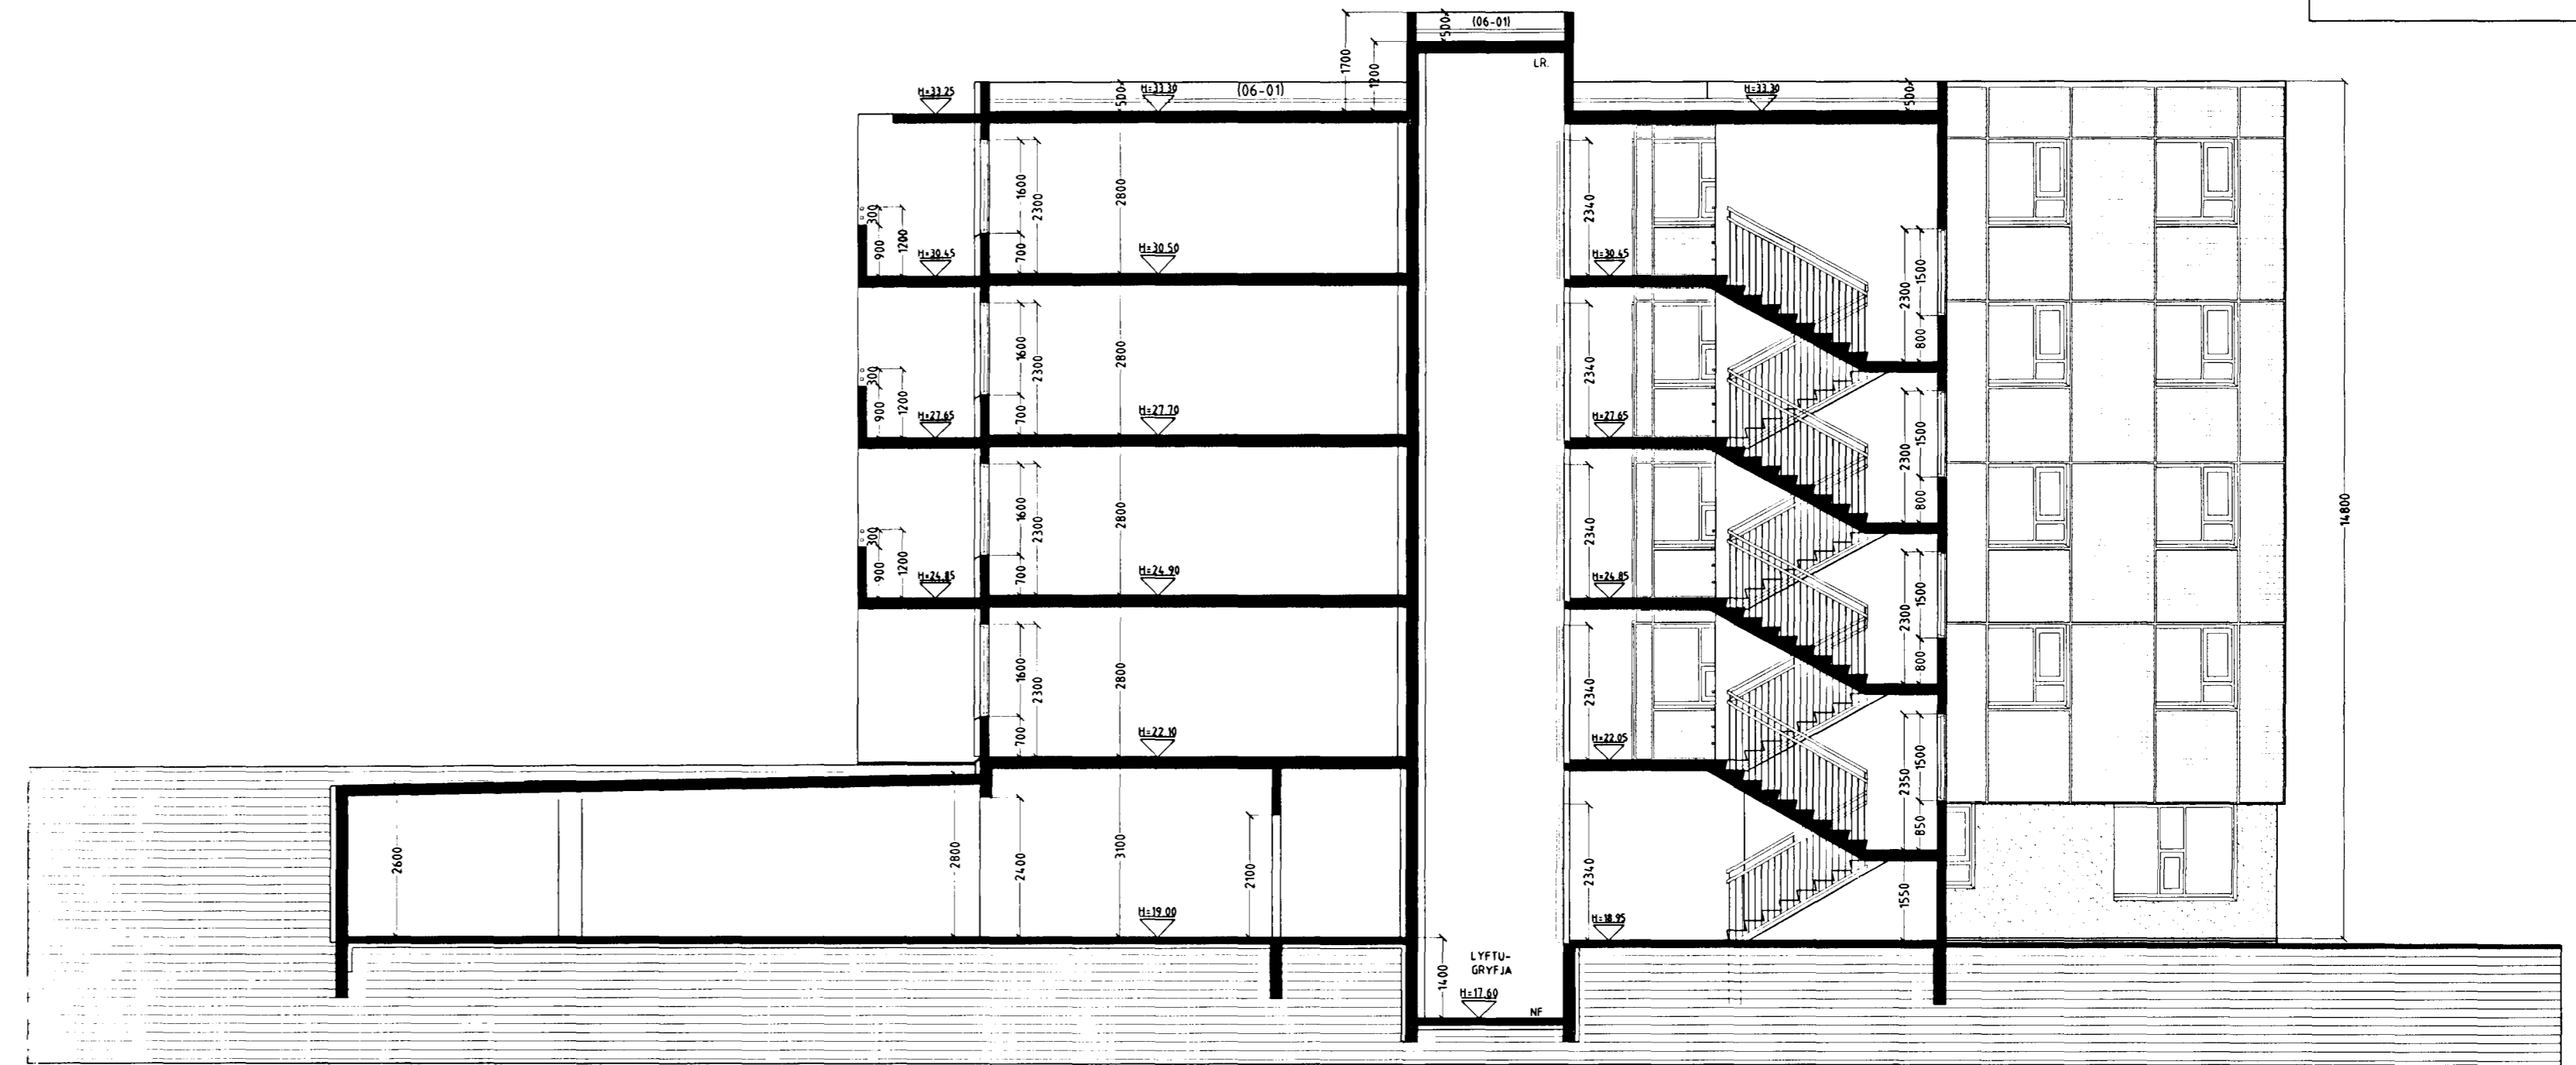 500
(06-01)
1700
1200
LR.
H=33.25
500
H=33.30
(06-01)
H=33.30
500
1600
2300
2800
700
300
900
1200
H=30.45
H=30.50
2340
H=30.45
2300
1500
800
1600
2300
2800
700
300
900
1200
H=27.65
H=27.70
2340
H=27.65
2300
1500
800
1600
2300
2800
700
300
900
1200
H=24.85
H=24.90
2340
H=24.85
2300
1500
800
1600
2300
2800
700
H=22.10
2340
H=22.05
2350
1500
850
14800
2600
2800
2400
3100
2100
H=19.00
2340
H=18.95
1550
1400
LYFTU-
GRYFJA
H=17.60
NF